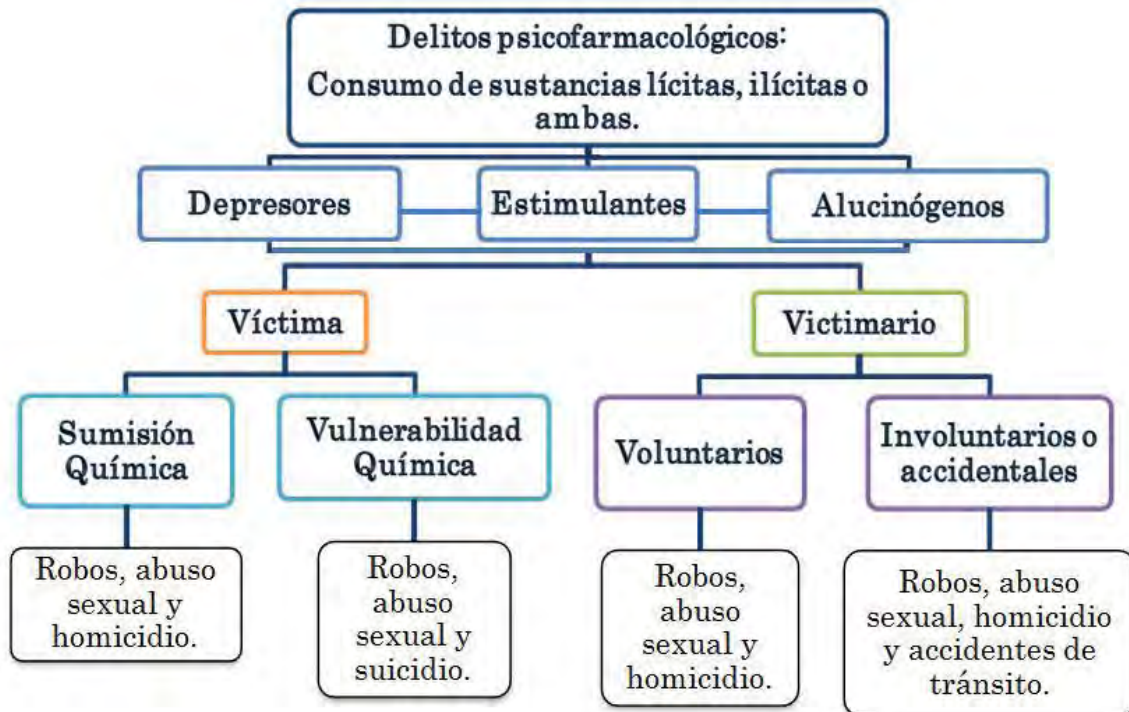 Delitos psicofarmacológicos:
Consumo de sustancias lícitas, ilícitas o
ambas.
Depresores
Estimulantes
Alucinógenos
Víctima
Victimario
Sumisión
Química
Vulnerabilidad
Química
Voluntarios
Involuntarios o
accidentales
Robos, abuso
sexual y
homicidio.
Robos,
abuso
sexual y
suicidio.
Robos,
abuso
sexual y
homicidio.
Robos, abuso
sexual, homicidio
y accidentes de
tránsito.